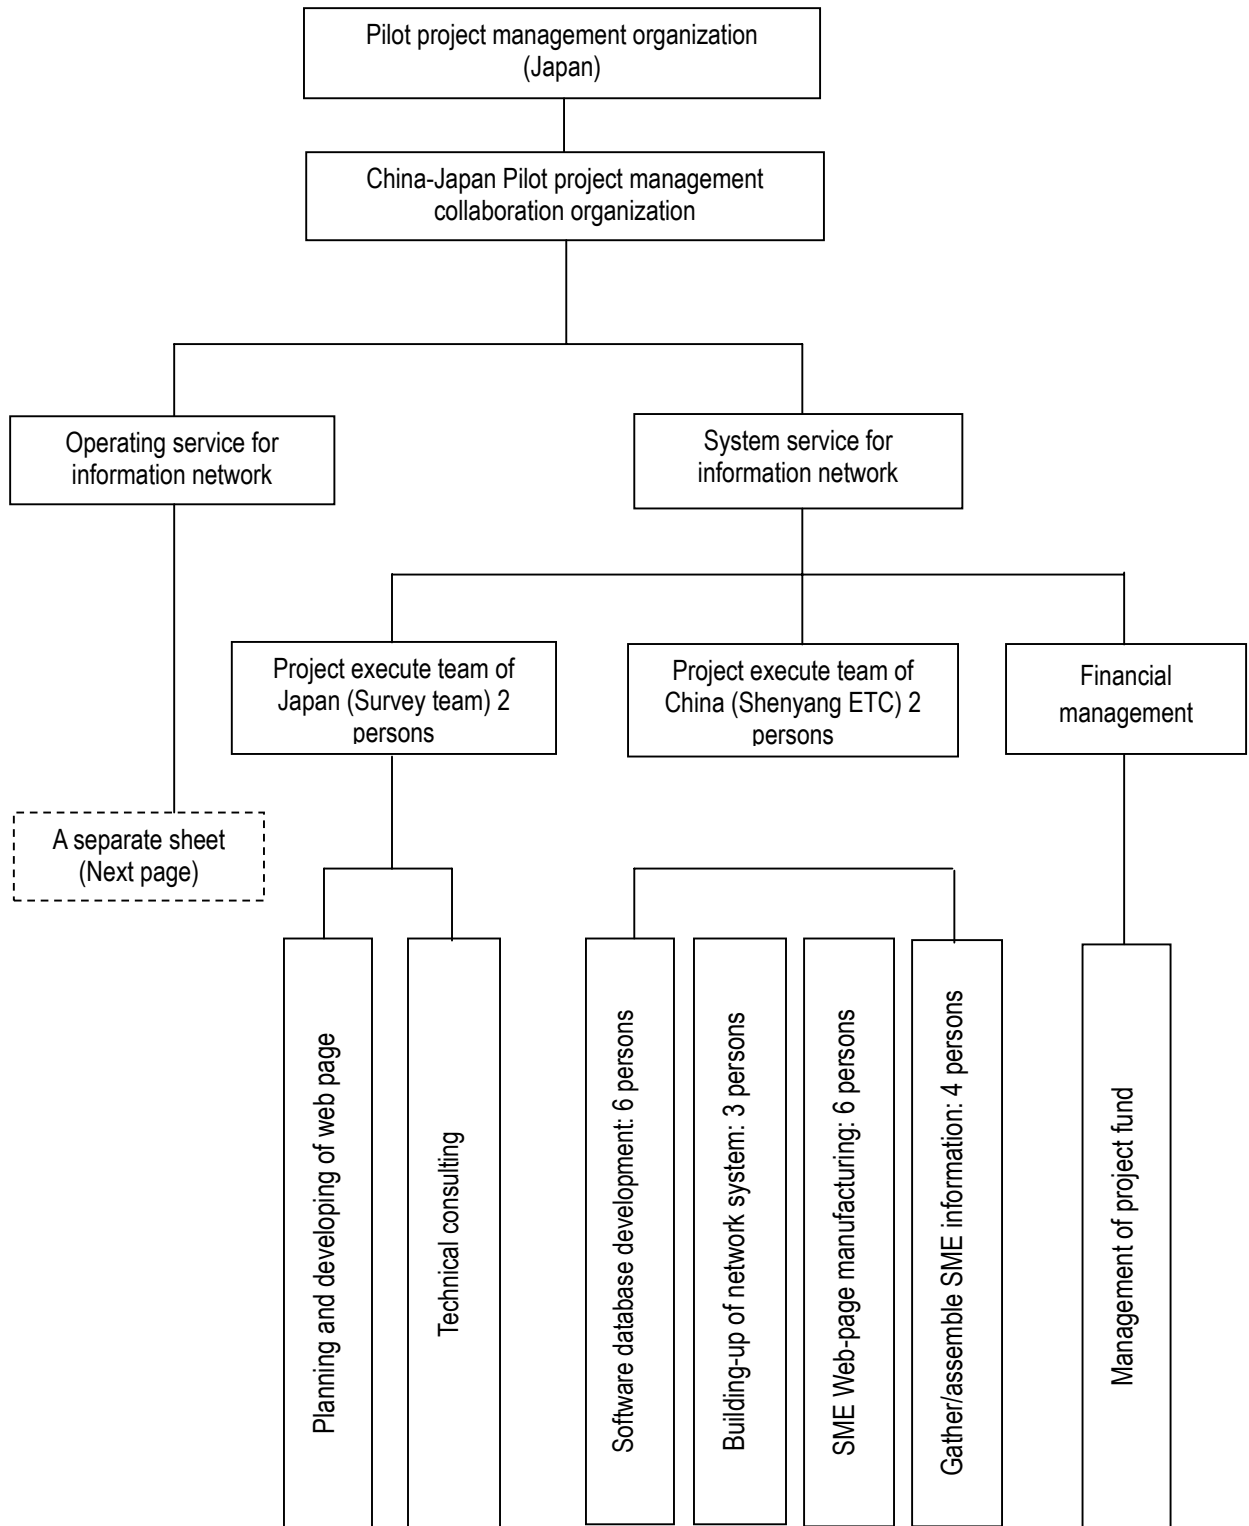 Pilot project management organization
(Japan)
China-Japan Pilot project management
collaboration organization
Operating service for
information network
System service for
information network
Project execute team of
Japan (Survey team) 2
persons
Project execute team of
China (Shenyang ETC) 2
persons
Financial
management
A separate sheet
(Next page)
Planning and developing of web page
Technical consulting
Software database development: 6 persons
Building-up of network system: 3 persons
SME Web-page manufacturing: 6 persons
Gather/assemble SME information: 4 persons
Management of project fund